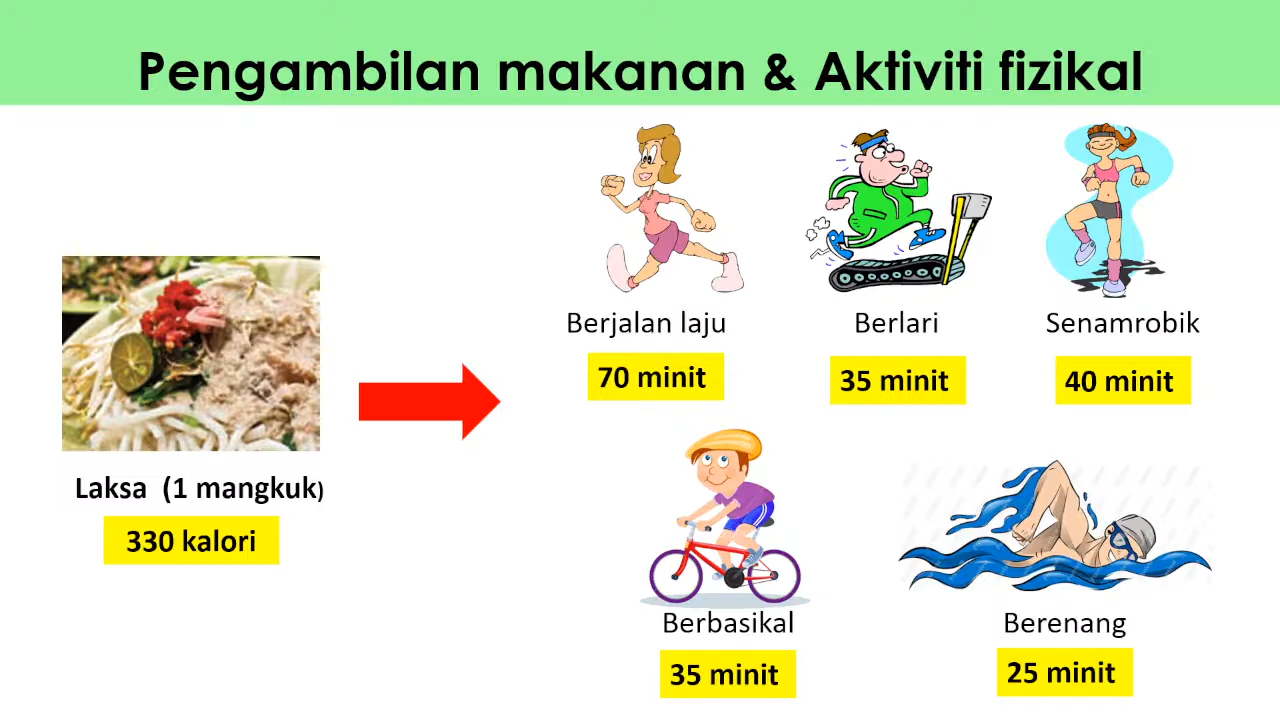 Pengambilan makanan & Aktiviti fizikal
Laksa (1 mangkuk)
330 kalori
Berjalan laju
70 minit
Berlari
35 minit
Senamrobik
40 minit
Berbasikal
35 minit
Berenang
25 minit